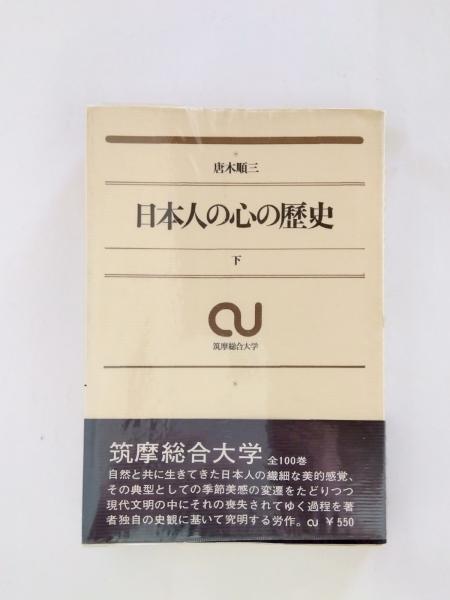 唐木順三
日本人の心の歴史
下
筑摩総合大学
筑摩総合大学 全100巻
自然と共に生きてきた日本人の繊細な美的感覚、
その典型としての季節美感の変遷をたどりつつ
現代文明の中にそれの喪失されてゆく過程を著
者独自の史観に基いて究明する労作。 ¥550